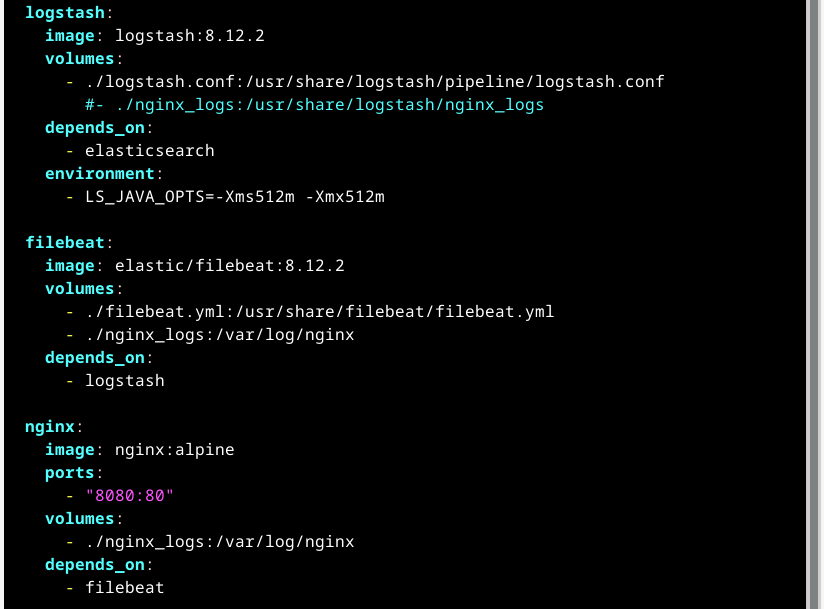 logstash:
  image: logstash:8.12.2
  volumes:
    - ./logstash.conf:/usr/share/logstash/pipeline/logstash.conf
      #- ./nginx_logs:/usr/share/logstash/nginx_logs
  depends_on:
    - elasticsearch
  environment:
    - LS_JAVA_OPTS=-Xms512m -Xmx512m

filebeat:
  image: elastic/filebeat:8.12.2
  volumes:
    - ./filebeat.yml:/usr/share/filebeat/filebeat.yml
    - ./nginx_logs:/var/log/nginx
  depends_on:
    - logstash

nginx:
  image: nginx:alpine
  ports:
    - "8080:80"
  volumes:
    - ./nginx_logs:/var/log/nginx
  depends_on:
    - filebeat